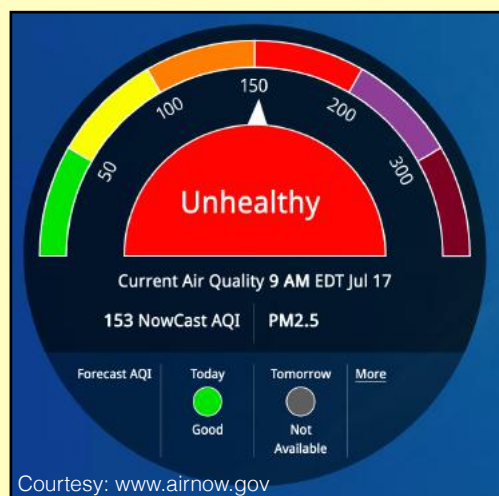 50
100
150
200
300
Unhealthy
Current Air Quality 9 AM EDT Jul 17
153 NowCast AQI PM2.5
Forecast AQI Today Tomorrow More
Good Not
Available
Courtesy: www.airnow.gov